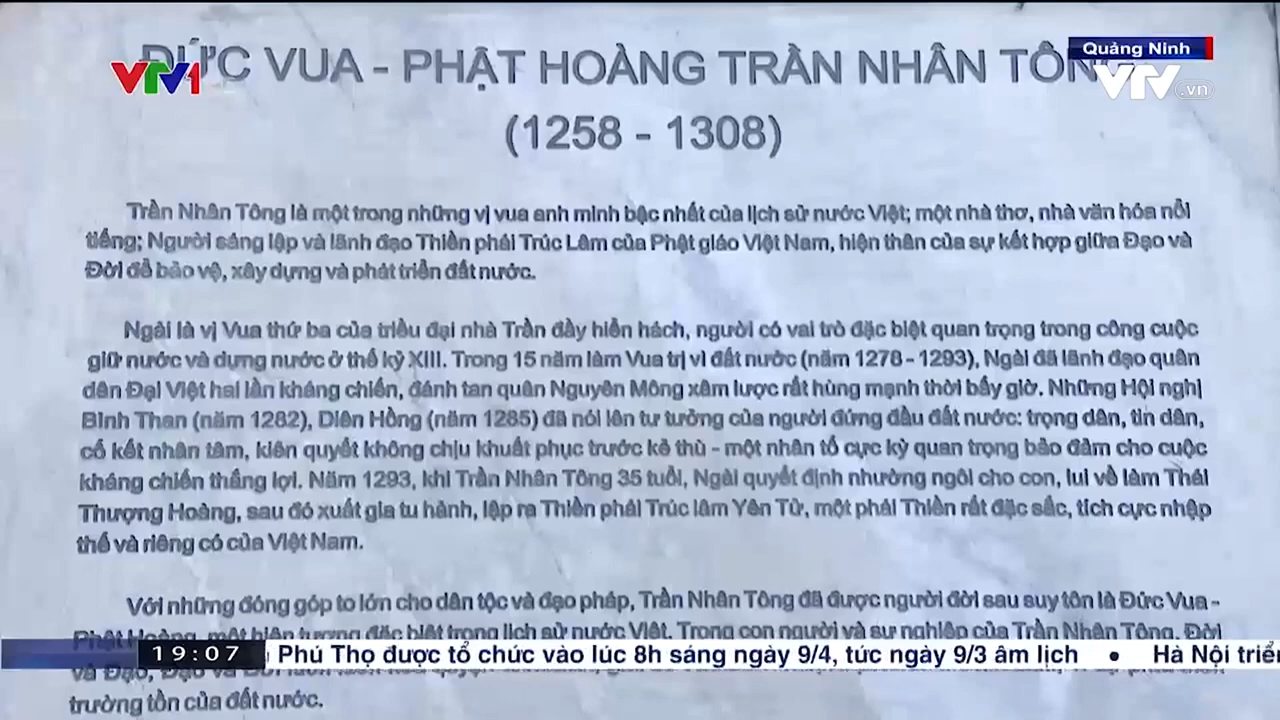 ĐỨC VUA - PHẬT HOÀNG TRẦN NHÂN TÔNG
VTV1
Quảng Ninh
VTV.vn
(1258 - 1308)
Trần Nhân Tông là một trong những vị vua anh minh bậc nhất của lịch sử nước Việt; một nhà thơ, nhà văn hóa nổi
tiếng; Người sáng lập và lãnh đạo Thiền phái Trúc Lâm của Phật giáo Việt Nam, hiện thân của sự kết hợp giữa Đạo và
Đời để bảo vệ, xây dựng và phát triển đất nước.
Ngài là vị Vua thứ ba của triều đại nhà Trần đầy hiển hách, người có vai trò đặc biệt quan trọng trong công cuộc
giữ nước và dựng nước ở thế kỷ XIII. Trong 15 năm làm Vua trị vì đất nước (năm 1278 - 1293), Ngài đã lãnh đạo quân
dân Đại Việt hai lần kháng chiến, đánh tan quân Nguyên Mông xâm lược rất hùng mạnh thời bấy giờ. Những Hội nghị
Bình Than (năm 1282), Diên Hồng (năm 1285) đã nói lên tư tưởng của người đứng đầu đất nước: trọng dân, tin dân,
cố kết nhân tâm, kiên quyết không chịu khuất phục trước kẻ thù - một nhân tố cực kỳ quan trọng bảo đảm cho cuộc
kháng chiến thắng lợi. Năm 1293, khi Trần Nhân Tông 35 tuổi, Ngài quyết định nhường ngôi cho con, lui về làm Thái
Thượng Hoàng, sau đó xuất gia tu hành, lập ra Thiền phái Trúc lâm Yên Tử, một phái Thiền rất đặc sắc, tích cực nhập
thế và riêng có của Việt Nam.
Với những đóng góp to lớn cho dân tộc và đạo pháp, Trần Nhân Tông đã được người đời sau suy tôn là Đức Vua -
Phật Hoàng, một hiện tượng đặc biệt trong lịch sử nước Việt. Trong con người và sự nghiệp của Trần Nhân Tông, Đời
19:07 Phú Thọ được tổ chức vào lúc 8h sáng ngày 9/4, tức ngày 9/3 âm lịch • Hà Nội triển
và Đạo, Đạo và Đời
trường tồn của đất nước.